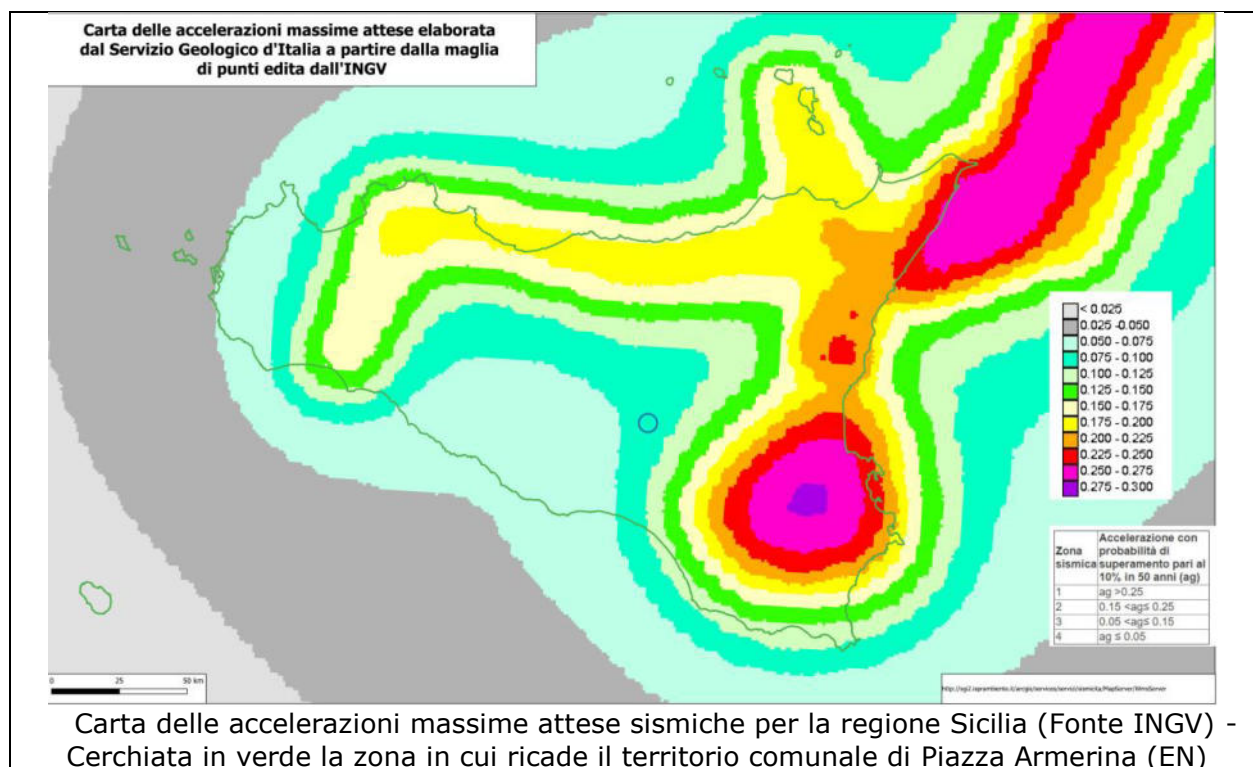 Carta delle accelerazioni massime attese elaborata
dal Servizio Geologico d'Italia a partire dalla maglia
di punti edita dall'INGV
< 0.025
0.025 -0.050
0.050 - 0.075
0.075 - 0.100
0.100 - 0.125
0.125 - 0.150
0.150 - 0.175
0.175 - 0.200
0.200 - 0.225
0.225 - 0.250
0.250 - 0.275
0.275 - 0.300
Zona sismica
Accelerazione con probabilità di superamento pari al 10% in 50 anni (ag)
1 ag >0.25
2 0.15 <ag≤ 0.25
3 0.05 <ag≤ 0.15
4 ag ≤ 0.05
0 25 50 km
Carta delle accelerazioni massime attese sismiche per la regione Sicilia (Fonte INGV) -
Cerchiata in verde la zona in cui ricade il territorio comunale di Piazza Armerina (EN)